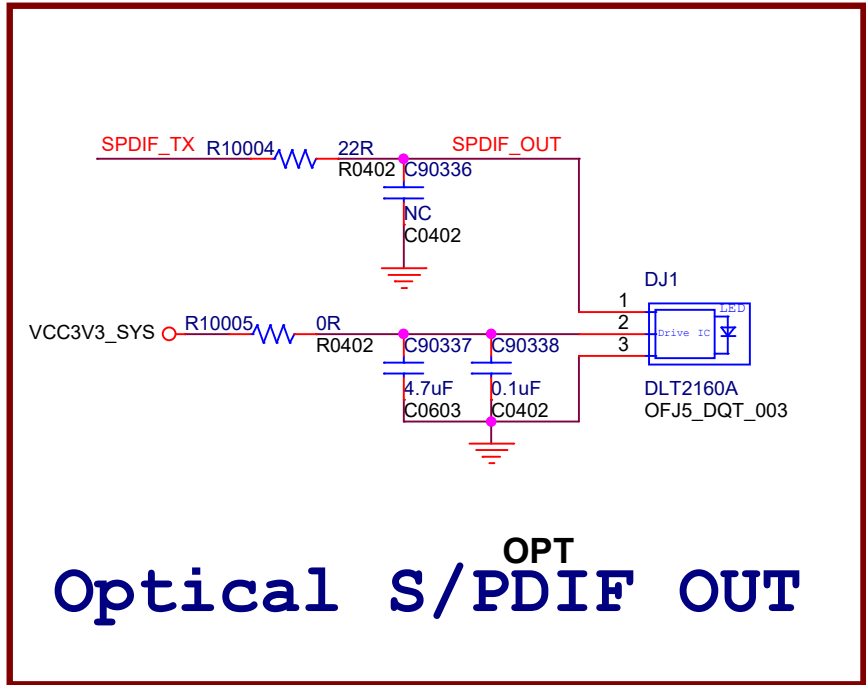 SPDIF_TX R10004 22R SPDIF_OUT
R0402 C90336
NC
C0402
DJ1
1
VCC3V3_SYS R10005 0R 2 Drive IC LED
R0402 C90337 C90338 3
4.7uF 0.1uF DLT2160A
C0603 C0402 OFJ5_DQT_003
OPT
Optical S/PDIF OUT